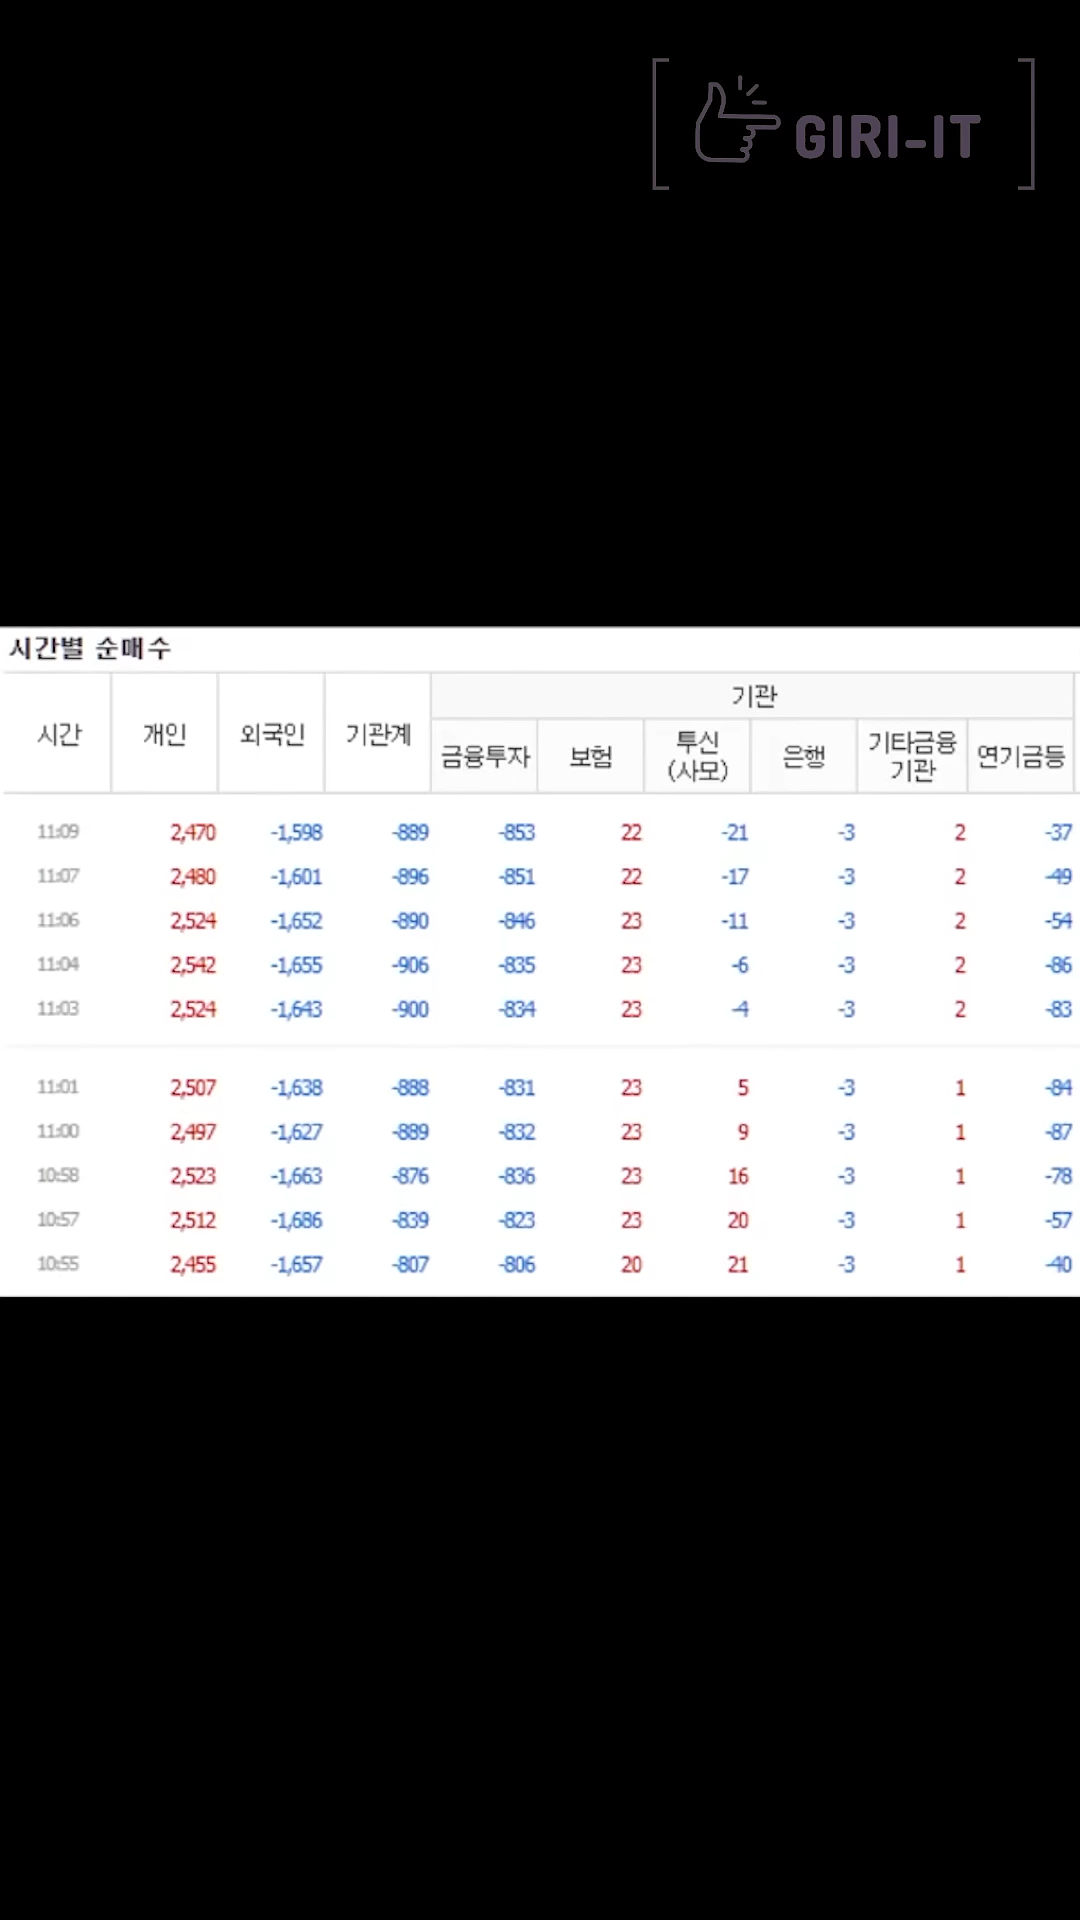 GIRI-IT
시간별 순매수
시간 개인 외국인 기관계 기관
금융투자 보험 투신(사모) 은행 기타금융기관 연기금등
11:09 2,470 -1,598 -889 -853 22 -21 -3 2 -37
11:07 2,480 -1,601 -896 -851 22 -17 -3 2 -49
11:06 2,524 -1,652 -890 -846 23 -11 -3 2 -54
11:04 2,542 -1,655 -906 -835 23 -6 -3 2 -86
11:03 2,524 -1,643 -900 -834 23 -4 -3 2 -83
11:01 2,507 -1,638 -888 -831 23 5 -3 1 -84
11:00 2,497 -1,627 -889 -832 23 9 -3 1 -87
10:58 2,523 -1,663 -876 -836 23 16 -3 1 -78
10:57 2,512 -1,686 -839 -823 23 20 -3 1 -57
10:55 2,455 -1,657 -807 -806 20 21 -3 1 -40